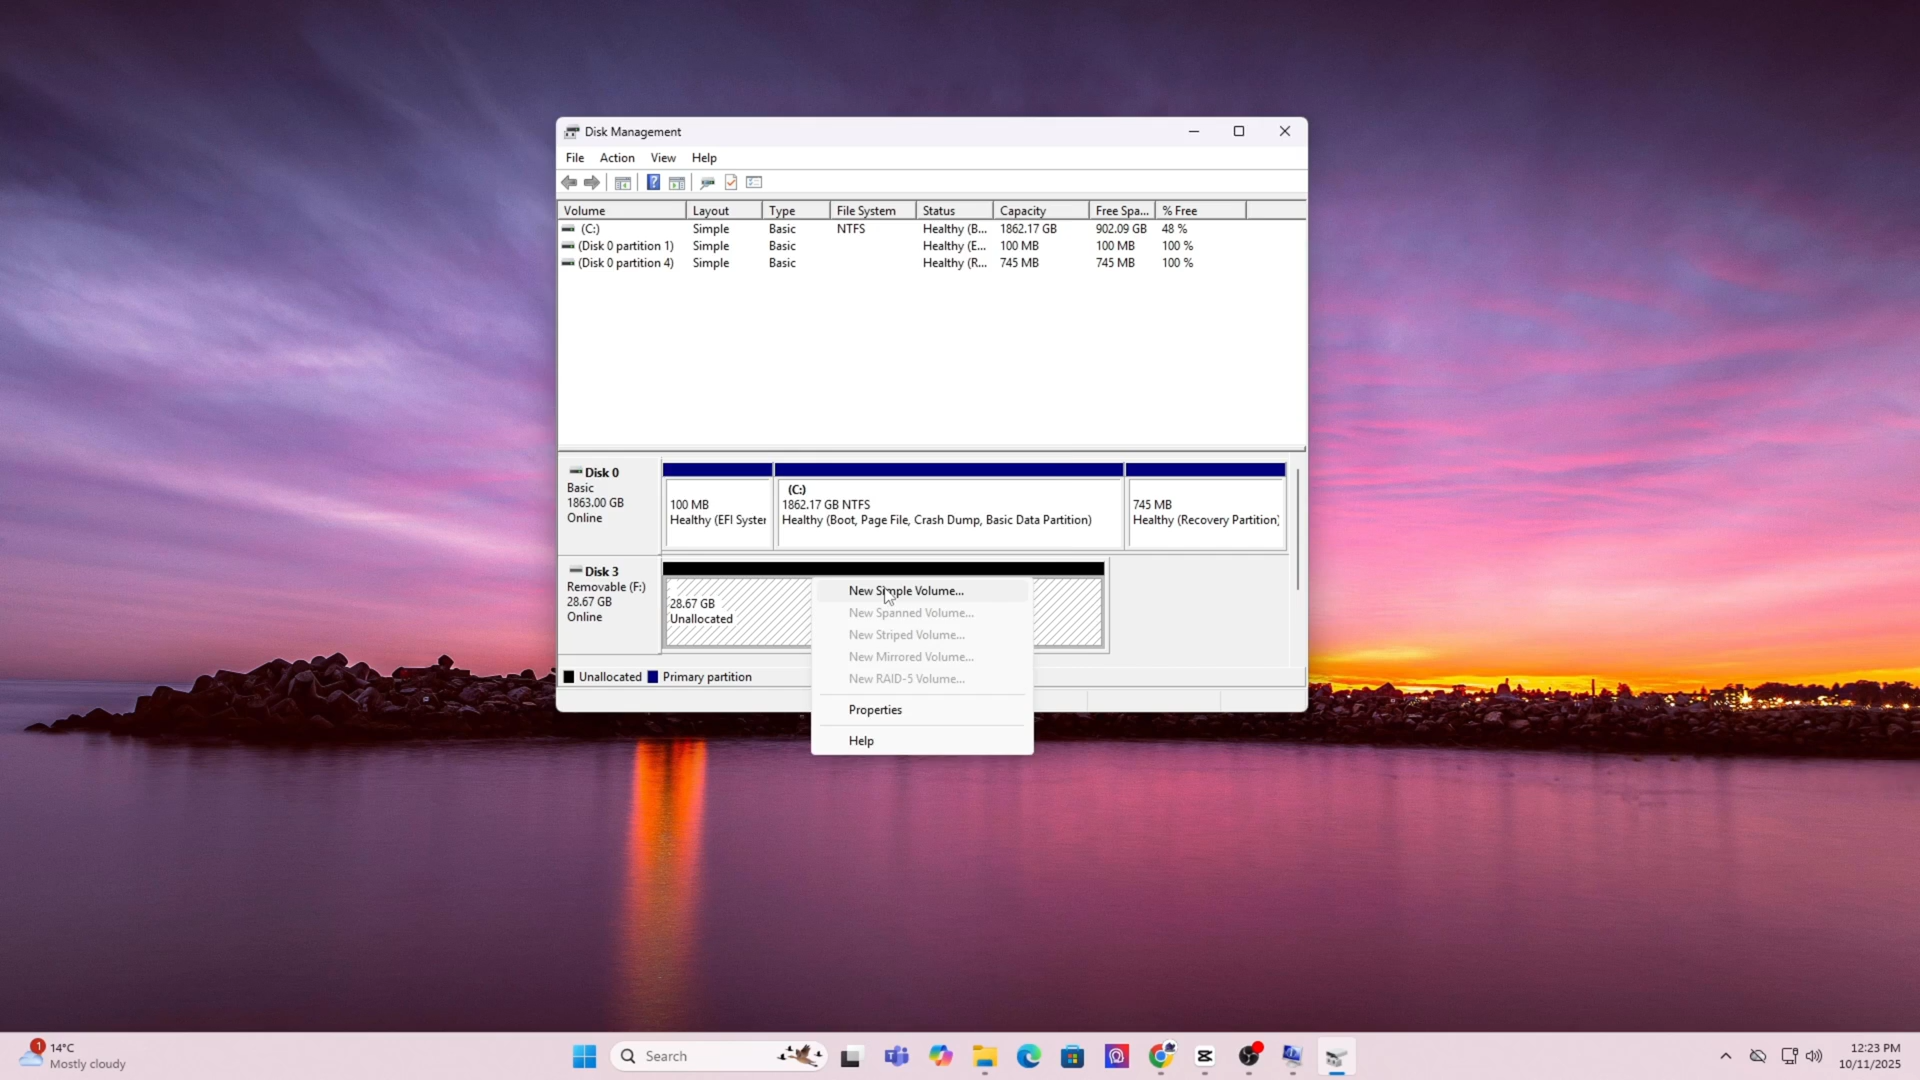 Disk Management
File Action View Help
Volume Layout Type File System Status Capacity Free Spa... % Free
(C:) Simple Basic NTFS Healthy (B... 1862.17 GB 902.09 GB 48 %
(Disk 0 partition 1) Simple Basic Healthy (E... 100 MB 100 MB 100 %
(Disk 0 partition 4) Simple Basic Healthy (R... 745 MB 745 MB 100 %
Disk 0
Basic
1863.00 GB
Online
100 MB
Healthy (EFI System
(C:)
1862.17 GB NTFS
Healthy (Boot, Page File, Crash Dump, Basic Data Partition)
745 MB
Healthy (Recovery Partition)
Disk 3
Removable (F:)
28.67 GB
Online
28.67 GB
Unallocated
New Simple Volume...
New Spanned Volume...
New Striped Volume...
New Mirrored Volume...
New RAID-5 Volume...
Properties
Help
Unallocated Primary partition
1
14°C
Mostly cloudy
Search
12:23 PM
10/11/2025